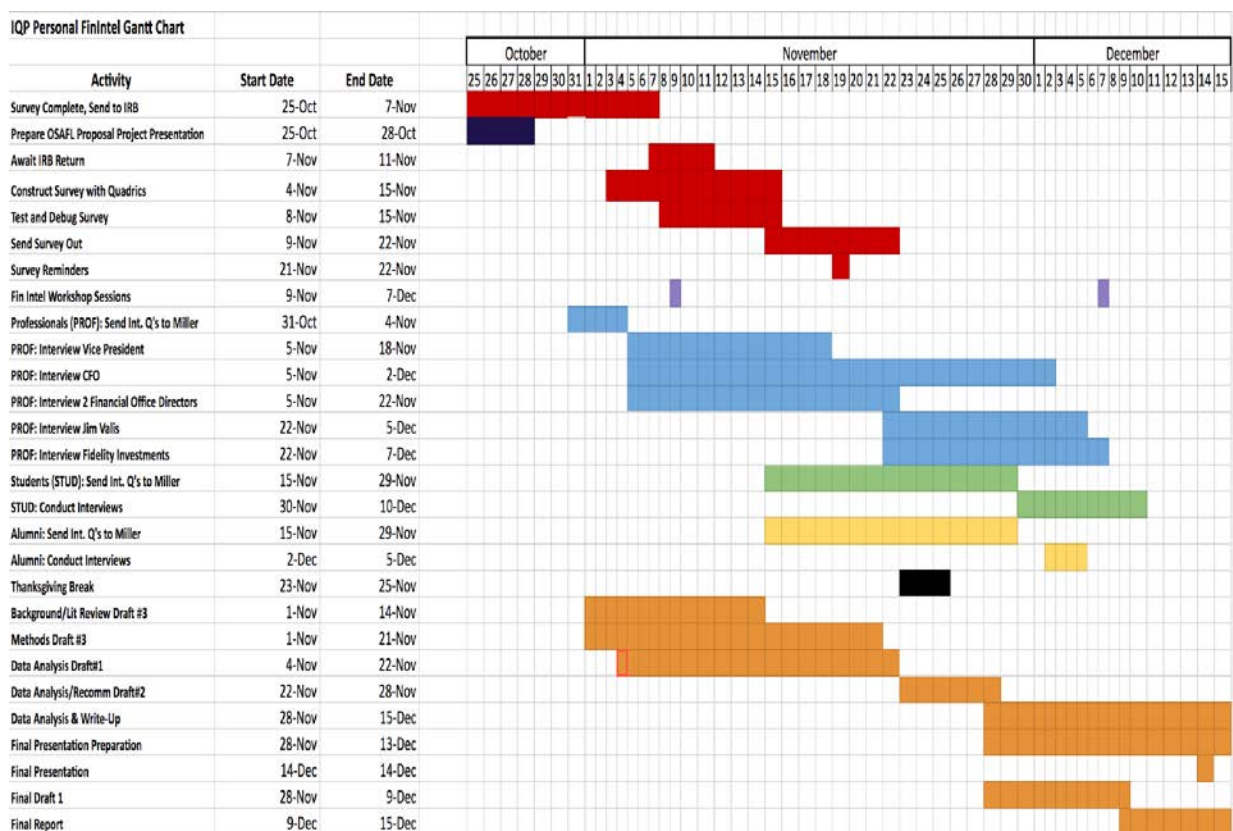 IQP Personal FinIntel Gantt Chart
October November December
Activity Start Date End Date 25 26 27 28 29 30 31 1 2 3 4 5 6 7 8 9 10 11 12 13 14 15 16 17 18 19 20 21 22 23 24 25 26 27 28 29 30 1 2 3 4 5 6 7 8 9 10 11 12 13 14 15
Survey Complete, Send to IRB 25-Oct 7-Nov
Prepare OSAFL Proposal Project Presentation 25-Oct 28-Oct
Await IRB Return 7-Nov 11-Nov
Construct Survey with Quadrics 4-Nov 15-Nov
Test and Debug Survey 8-Nov 15-Nov
Send Survey Out 9-Nov 22-Nov
Survey Reminders 21-Nov 22-Nov
Fin Intel Workshop Sessions 9-Nov 7-Dec
Professionals (PROF): Send Int. Q's to Miller 31-Oct 4-Nov
PROF: Interview Vice President 5-Nov 18-Nov
PROF: Interview CFO 5-Nov 2-Dec
PROF: Interview 2 Financial Office Directors 5-Nov 22-Nov
PROF: Interview Jim Valis 22-Nov 5-Dec
PROF: Interview Fidelity Investments 22-Nov 7-Dec
Students (STUD): Send Int. Q's to Miller 15-Nov 29-Nov
STUD: Conduct Interviews 30-Nov 10-Dec
Alumni: Send Int. Q's to Miller 15-Nov 29-Nov
Alumni: Conduct Interviews 2-Dec 5-Dec
Thanksgiving Break 23-Nov 25-Nov
Background/Lit Review Draft #3 1-Nov 14-Nov
Methods Draft #3 1-Nov 21-Nov
Data Analysis Draft#1 4-Nov 22-Nov
Data Analysis/Recomm Draft#2 22-Nov 28-Nov
Data Analysis & Write-Up 28-Nov 15-Dec
Final Presentation Preparation 28-Nov 13-Dec
Final Presentation 14-Dec 14-Dec
Final Draft 1 28-Nov 9-Dec
Final Report 9-Dec 15-Dec